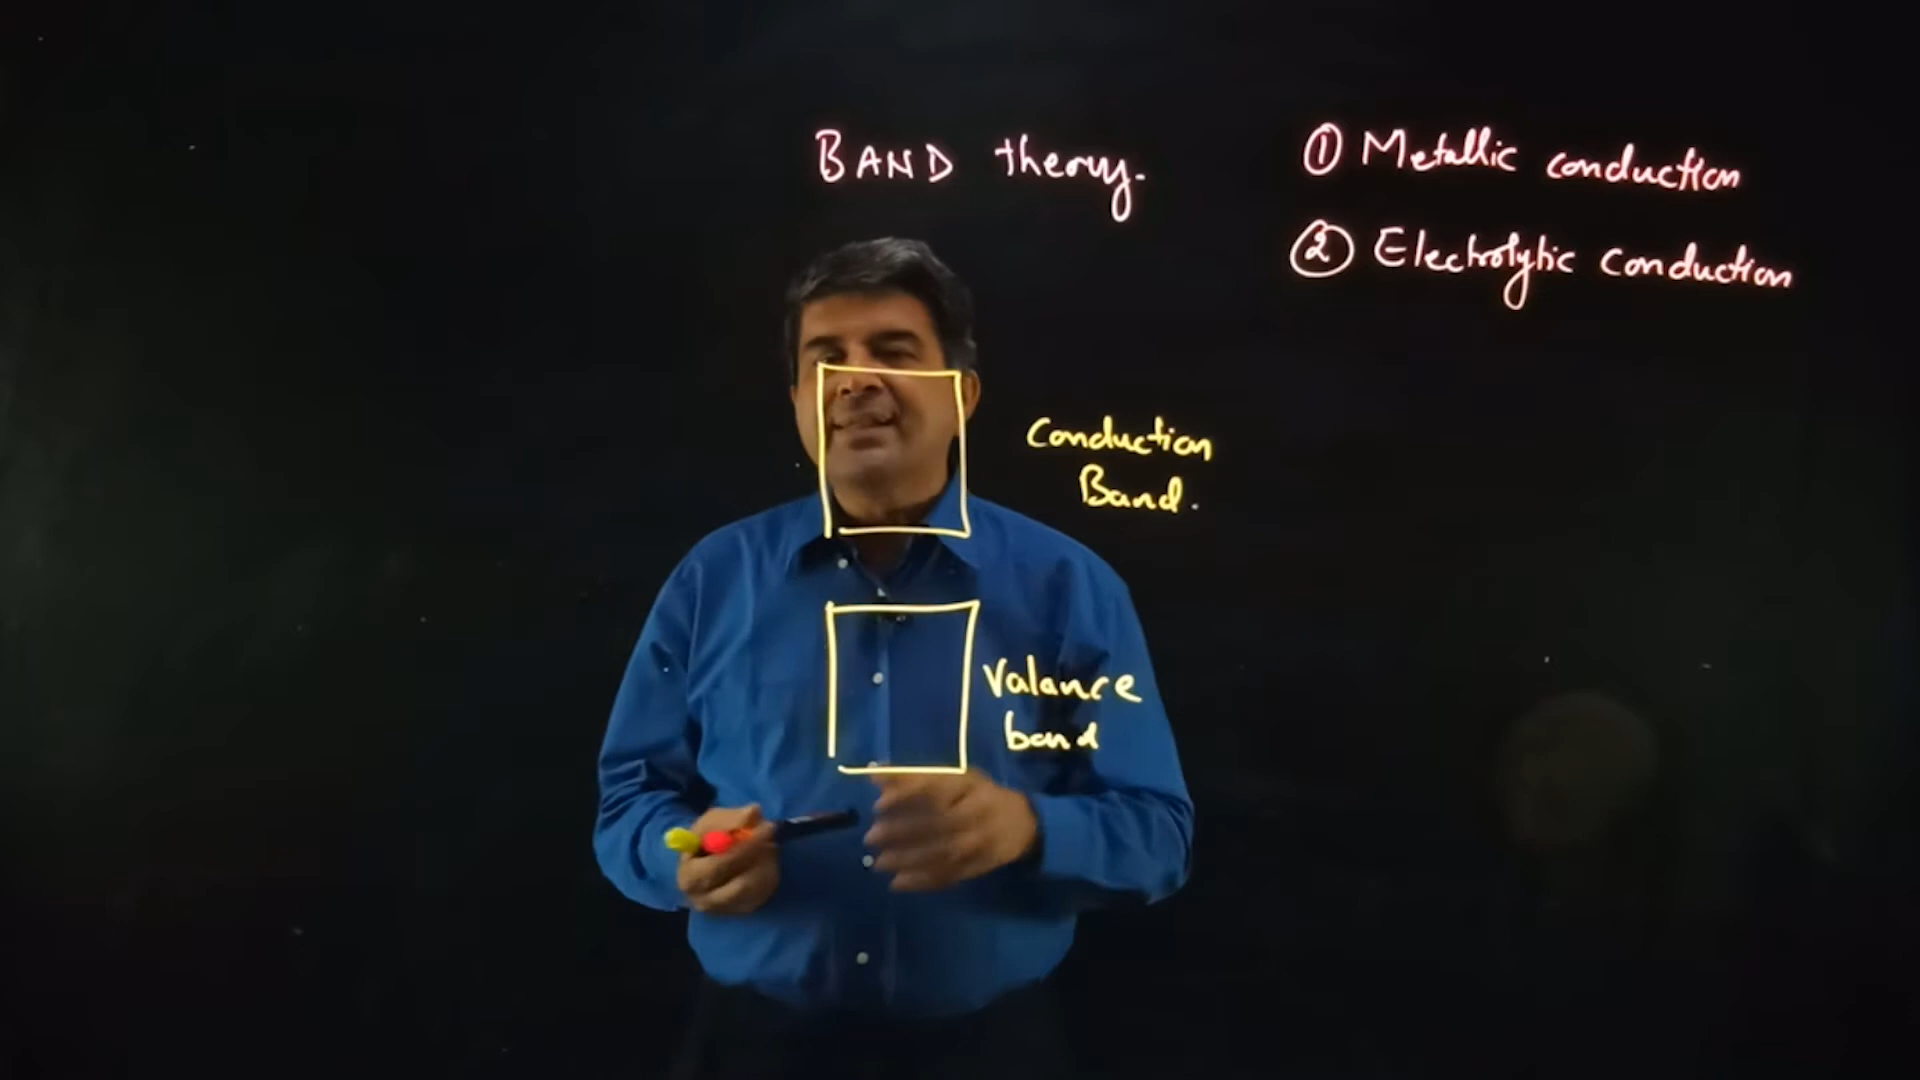 BAND theory.
① Metallic conduction
② Electrolytic conduction
Conduction
Band.
Valance
band